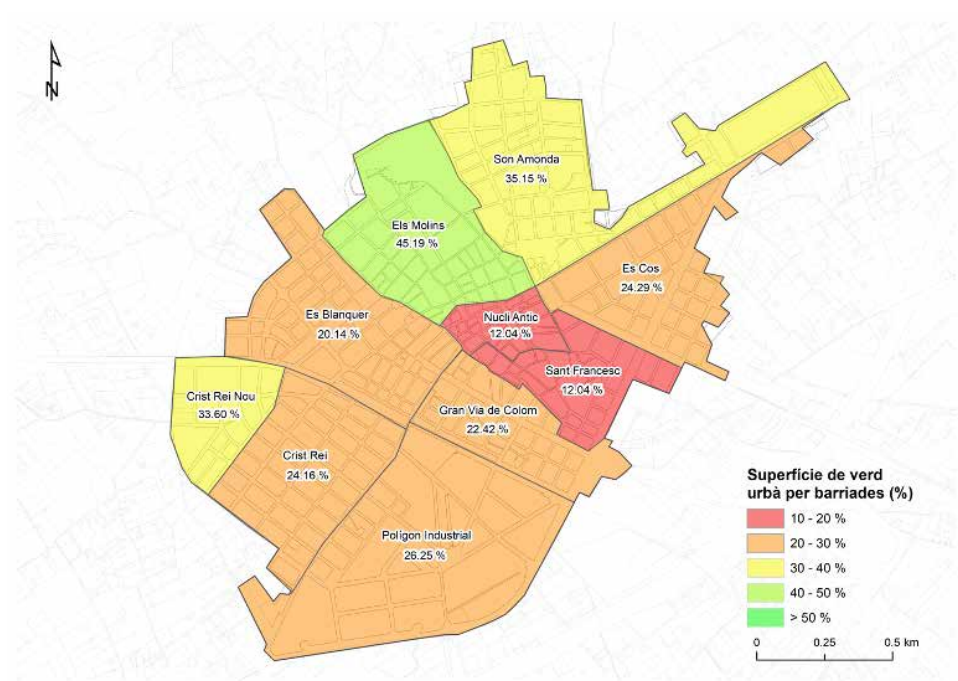 N
Son Amonda
35.15 %
Els Molins
45.19 %
Es Cos
24.29 %
Es Blanquer
20.14 %
Nucli Antic
12.04 %
Sant Francesc
12.04 %
Crist Rei Nou
33.60 %
Gran Via de Colom
22.42 %
Crist Rei
24.16 %
Polígon Industrial
26.25 %
Superfície de verd
urbà per barriades (%)
10 - 20 %
20 - 30 %
30 - 40 %
40 - 50 %
> 50 %
0 0.25 0.5 km